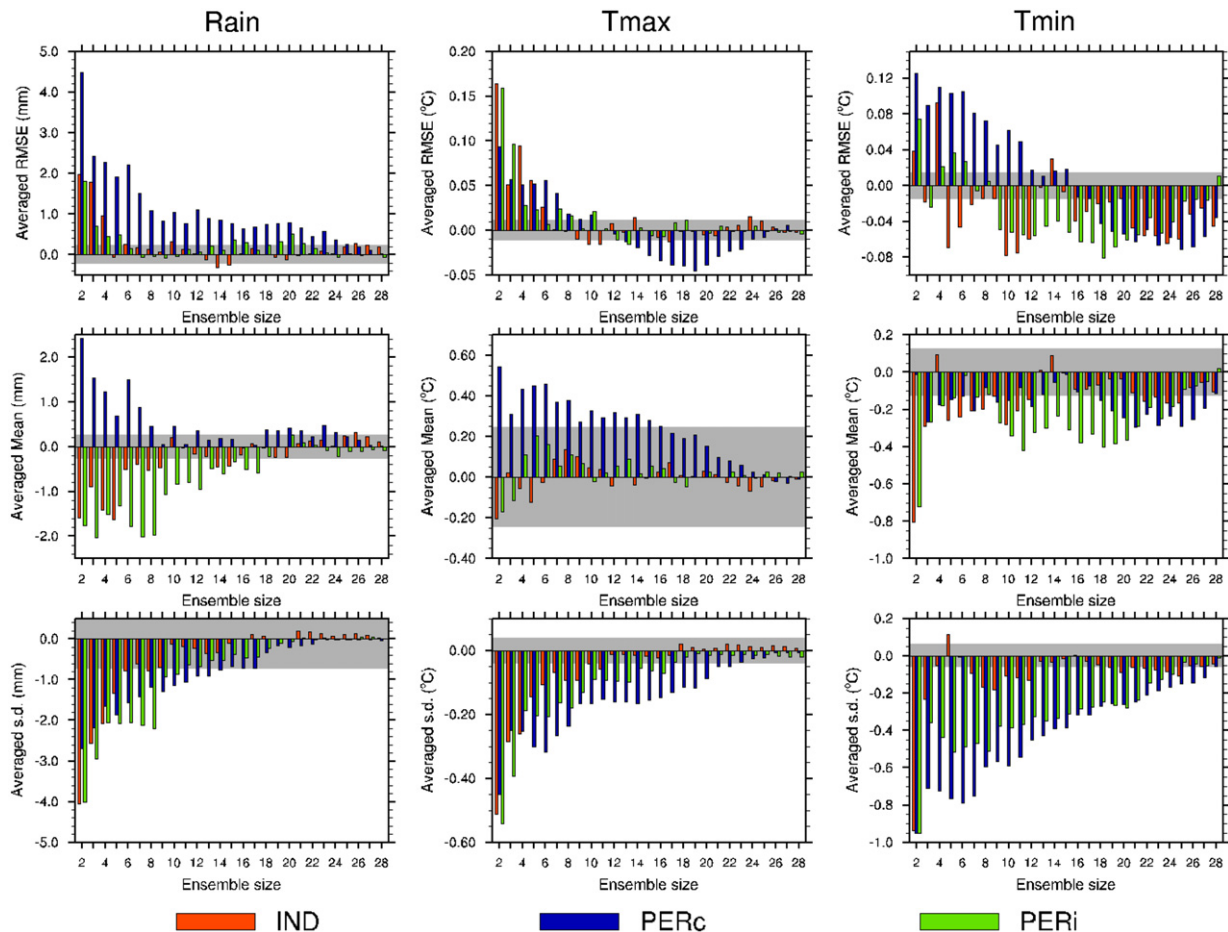 Rain Tmax Tmin
Averaged RMSE (mm)
5.0
4.0
3.0
2.0
1.0
0.0
2 4 6 8 10 12 14 16 18 20 22 24 26 28
Ensemble size
Averaged RMSE (°C)
0.20
0.15
0.10
0.05
0.00
-0.05
2 4 6 8 10 12 14 16 18 20 22 24 26 28
Ensemble size
Averaged RMSE (°C)
0.12
0.08
0.04
0.00
-0.04
-0.08
2 4 6 8 10 12 14 16 18 20 22 24 26 28
Ensemble size
Averaged Mean (mm)
2.0
1.0
0.0
-1.0
-2.0
2 4 6 8 10 12 14 16 18 20 22 24 26 28
Ensemble size
Averaged Mean (°C)
0.60
0.40
0.20
0.00
-0.20
-0.40
2 4 6 8 10 12 14 16 18 20 22 24 26 28
Ensemble size
Averaged Mean (°C)
0.2
0.0
-0.2
-0.4
-0.6
-0.8
-1.0
2 4 6 8 10 12 14 16 18 20 22 24 26 28
Ensemble size
Averaged s.d. (mm)
0.0
-1.0
-2.0
-3.0
-4.0
-5.0
2 4 6 8 10 12 14 16 18 20 22 24 26 28
Ensemble size
Averaged s.d. (°C)
0.00
-0.20
-0.40
-0.60
2 4 6 8 10 12 14 16 18 20 22 24 26 28
Ensemble size
Averaged s.d. (°C)
0.2
0.0
-0.2
-0.4
-0.6
-0.8
-1.0
2 4 6 8 10 12 14 16 18 20 22 24 26 28
Ensemble size
IND PERc PERi